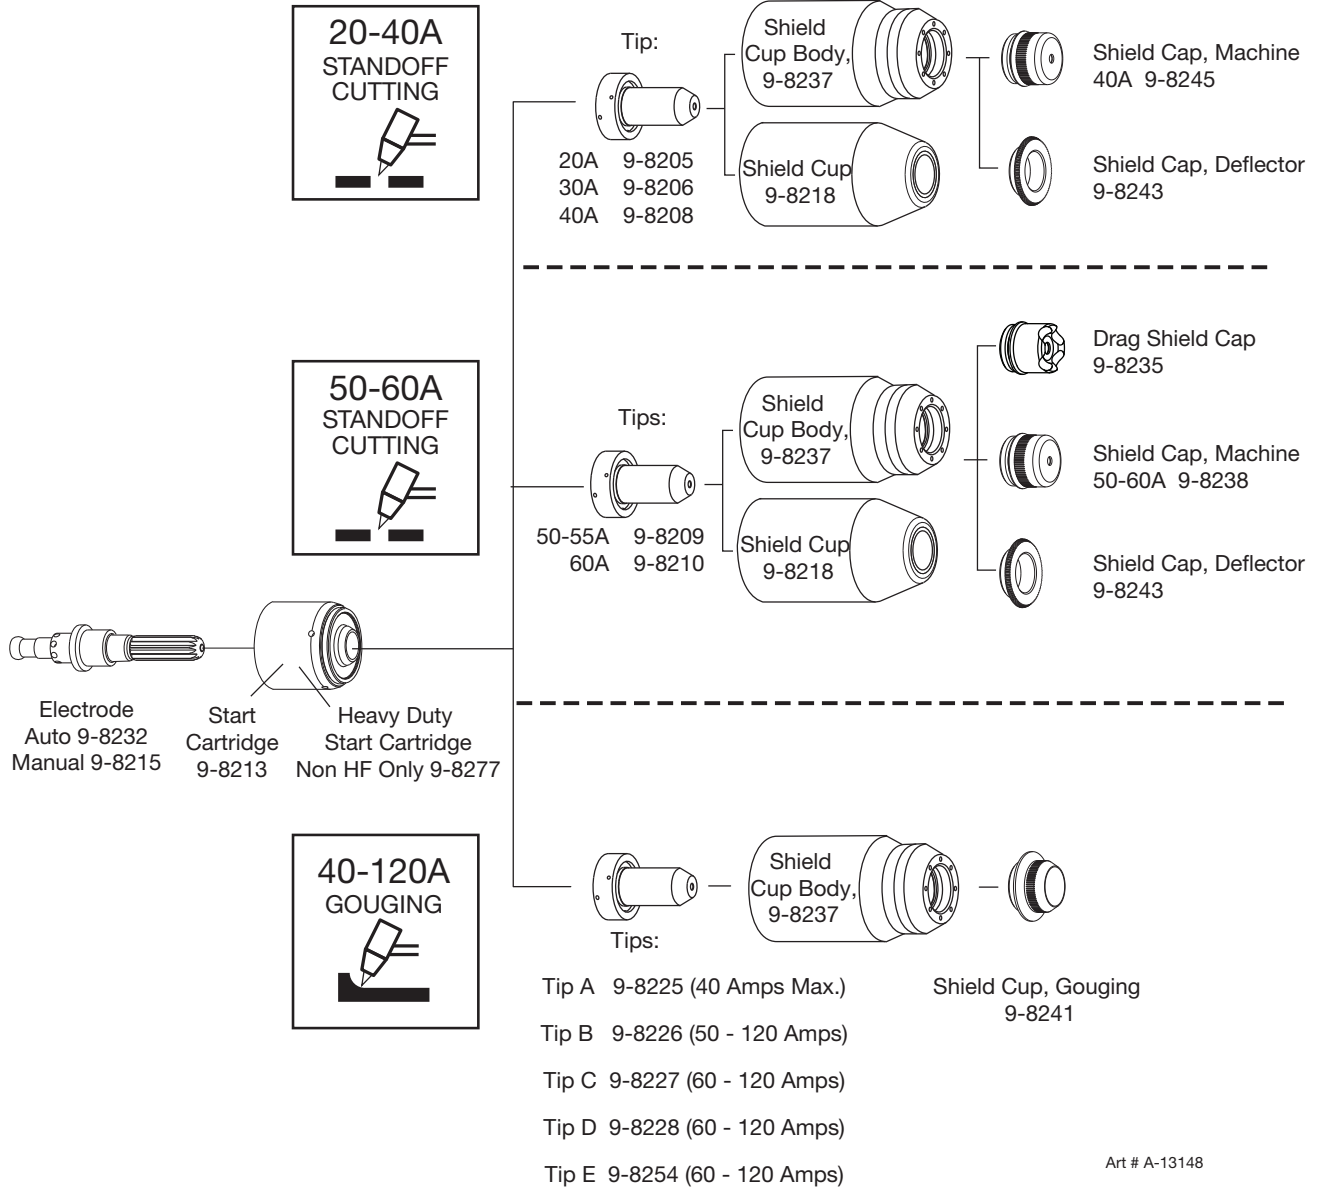 20-40A
STANDOFF
CUTTING
Tip:
20A 9-8205
30A 9-8206
40A 9-8208
Shield
Cup Body,
9-8237
Shield Cup
9-8218
Shield Cap, Machine
40A 9-8245
Shield Cap, Deflector
9-8243
50-60A
STANDOFF
CUTTING
Tips:
50-55A 9-8209
60A 9-8210
Shield
Cup Body,
9-8237
Shield Cup
9-8218
Drag Shield Cap
9-8235
Shield Cap, Machine
50-60A 9-8238
Shield Cap, Deflector
9-8243
Electrode
Auto 9-8232
Manual 9-8215
Start
Cartridge
9-8213
Heavy Duty
Start Cartridge
Non HF Only 9-8277
40-120A
GOUGING
Tips:
Tip A 9-8225 (40 Amps Max.)
Tip B 9-8226 (50 - 120 Amps)
Tip C 9-8227 (60 - 120 Amps)
Tip D 9-8228 (60 - 120 Amps)
Tip E 9-8254 (60 - 120 Amps)
Shield
Cup Body,
9-8237
Shield Cup, Gouging
9-8241
Art # A-13148